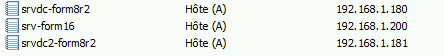 srvdc-form8r2 Hôte (A) 192.168.1.180
srv-form16 Hôte (A) 192.168.1.200
srvdc2-form8r2 Hôte (A) 192.168.1.181